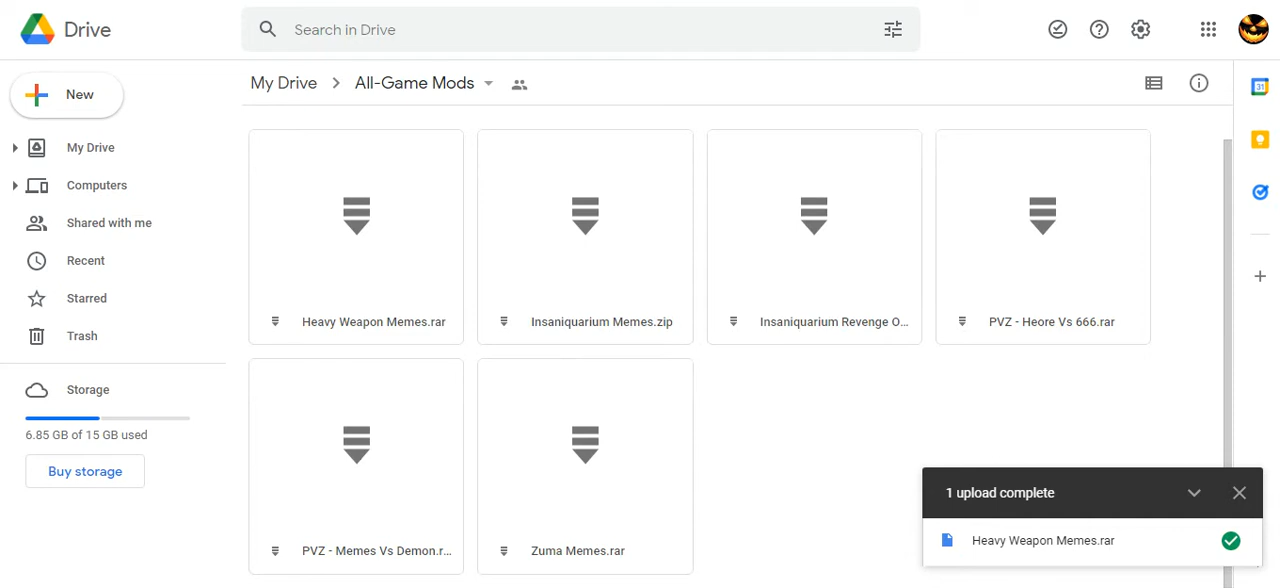 Drive
Search in Drive
New
My Drive
All-Game Mods
My Drive
Computers
Shared with me
Recent
Starred
Trash
Storage
6.85 GB of 15 GB used
Buy storage
Heavy Weapon Memes.rar
Insaniquarium Memes.zip
Insaniquarium Revenge O...
PVZ - Heore Vs 666.rar
PVZ - Memes Vs Demon.r...
Zuma Memes.rar
1 upload complete
Heavy Weapon Memes.rar
31